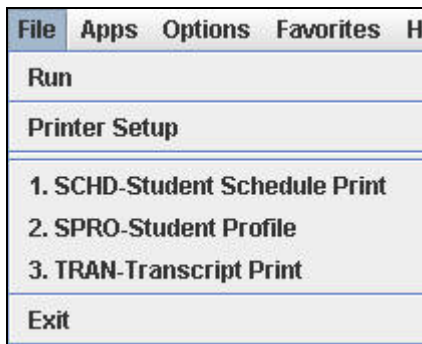 File Apps Options Favorites H
Run
Printer Setup
1. SCHD-Student Schedule Print
2. SPRO-Student Profile
3. TRAN-Transcript Print
Exit